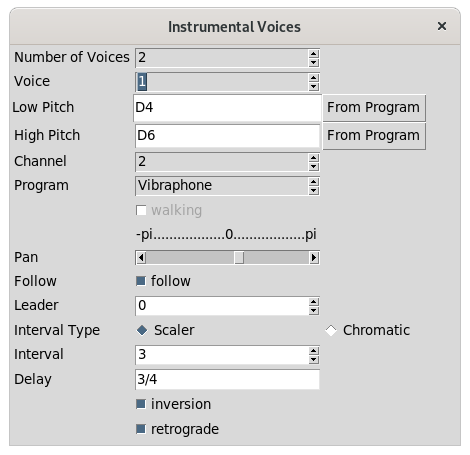 Instrumental Voices ×
Number of Voices 2
Voice 1
Low Pitch D4 From Program
High Pitch D6 From Program
Channel 2
Program Vibraphone
walking
-pi..................0..................pi
Pan
Follow follow
Leader 0
Interval Type Scaler Chromatic
Interval 3
Delay 3/4
inversion
retrograde